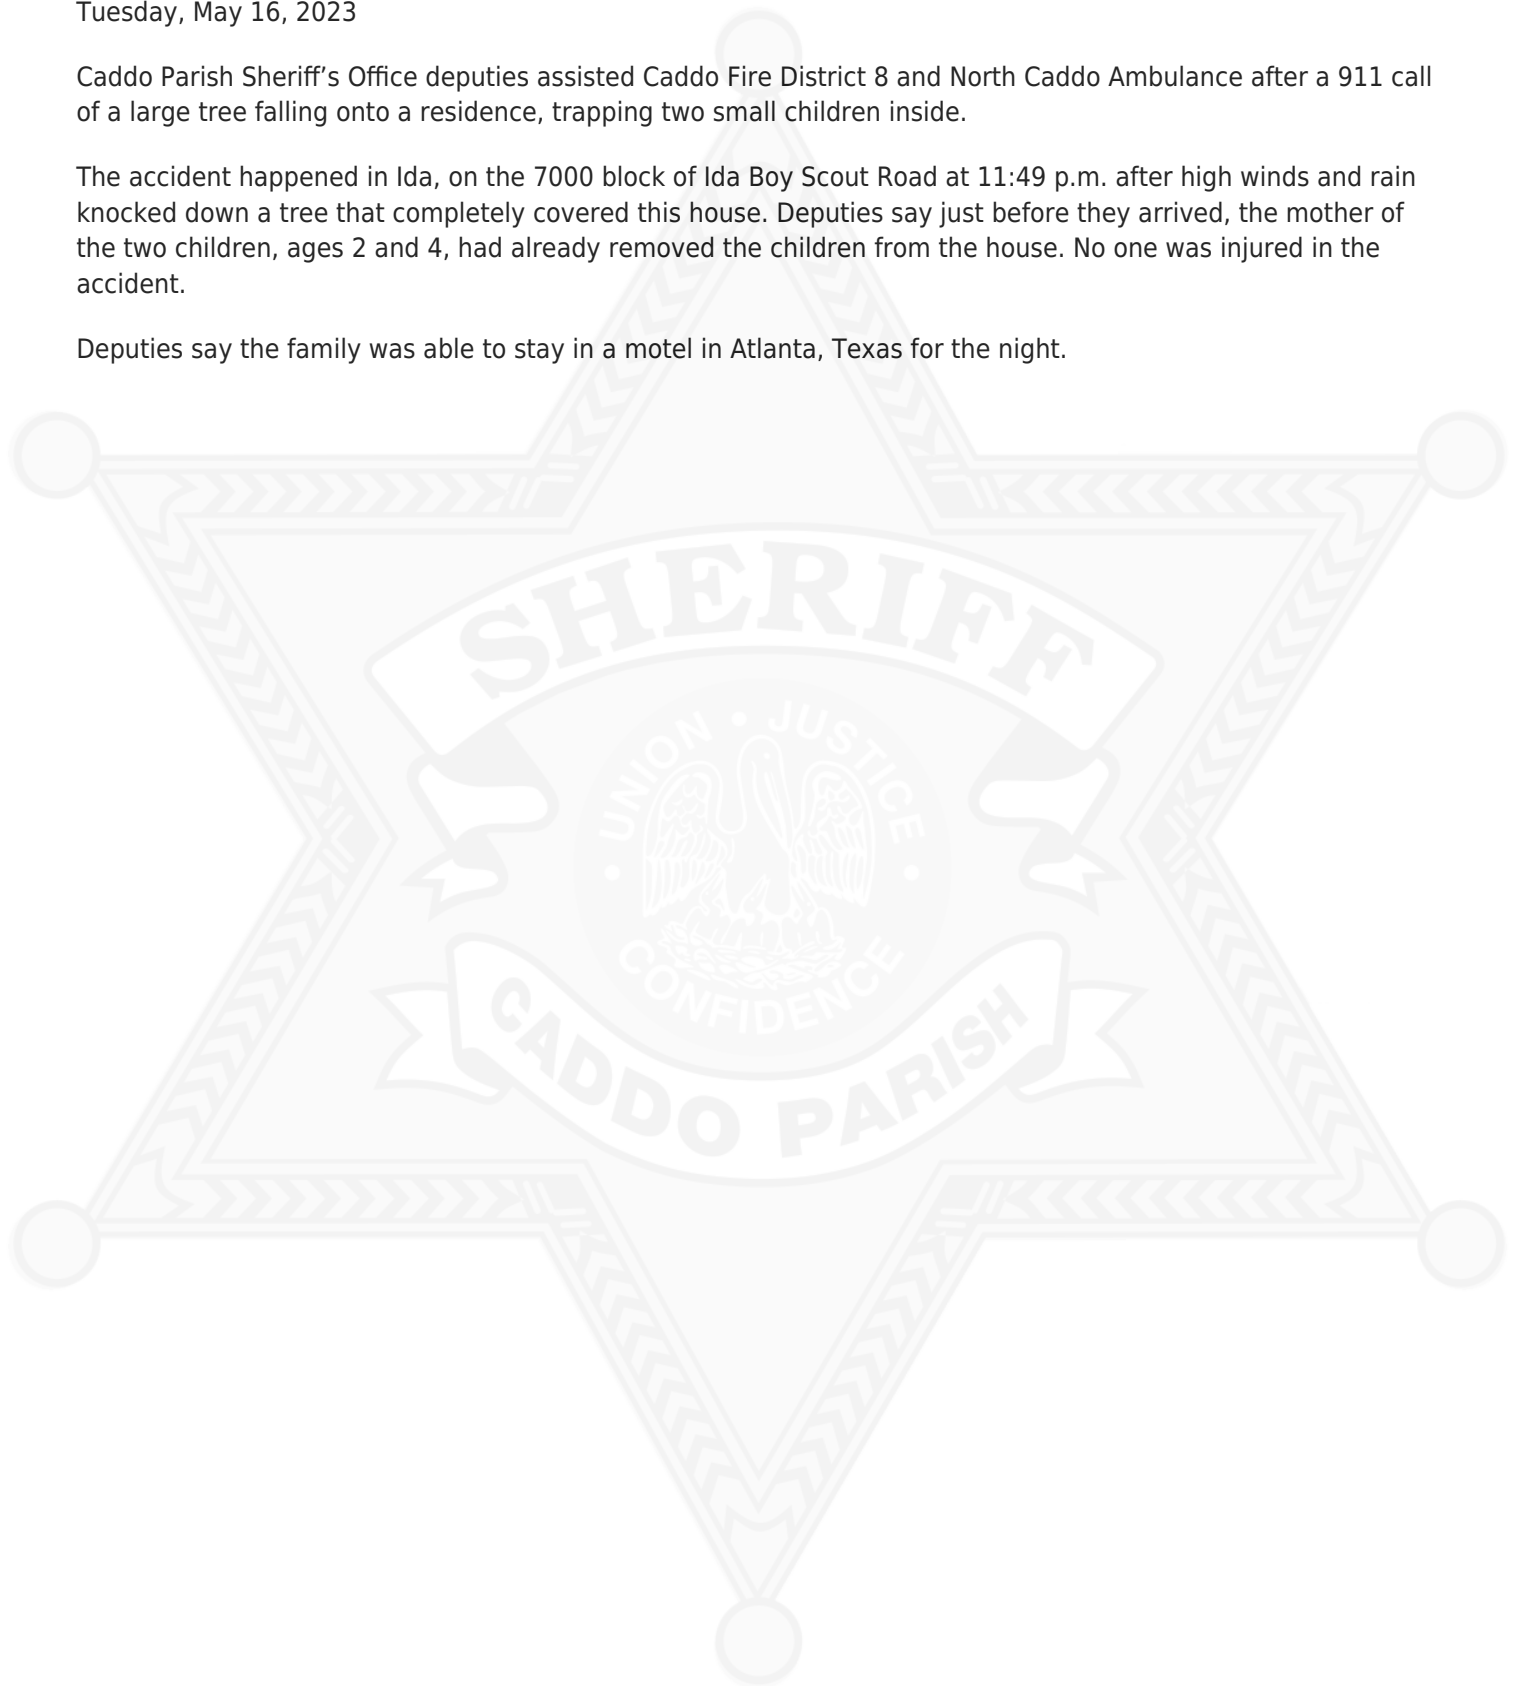 Tuesday, May 16, 2023
Caddo Parish Sheriff’s Office deputies assisted Caddo Fire District 8 and North Caddo Ambulance after a 911 call
of a large tree falling onto a residence, trapping two small children inside.
The accident happened in Ida, on the 7000 block of Ida Boy Scout Road at 11:49 p.m. after high winds and rain
knocked down a tree that completely covered this house. Deputies say just before they arrived, the mother of
the two children, ages 2 and 4, had already removed the children from the house. No one was injured in the
accident.
Deputies say the family was able to stay in a motel in Atlanta, Texas for the night.
SHERIFF
UNION • JUSTICE
• CONFIDENCE •
CADDO PARISH